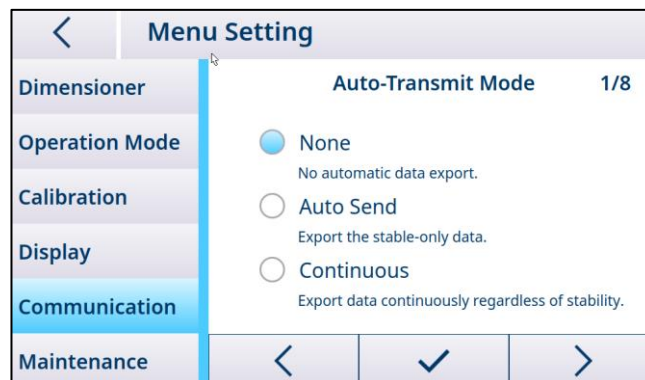 Menu Setting
Dimensioner
Operation Mode
Calibration
Display
Communication
Maintenance
Auto-Transmit Mode 1/8
None
No automatic data export.
Auto Send
Export the stable-only data.
Continuous
Export data continuously regardless of stability.